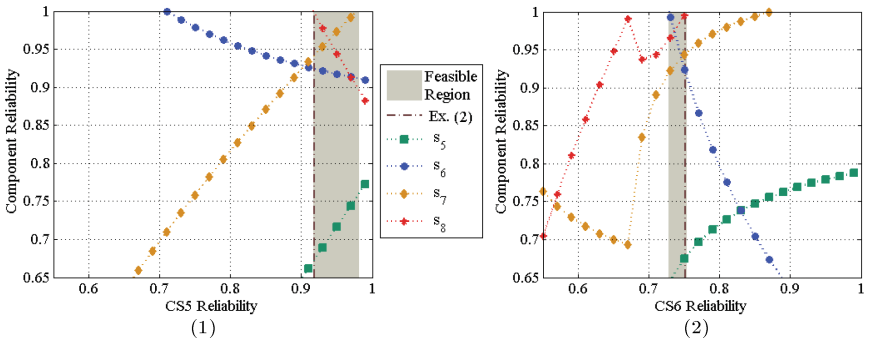 Component Reliability
1
0.95
0.9
0.85
0.8
0.75
0.7
0.65
0.6
0.7
0.8
0.9
1
CS5 Reliability
(1)
Feasible
Region
Ex. (2)
s5
s6
s7
s8
Component Reliability
1
0.95
0.9
0.85
0.8
0.75
0.7
0.65
0.6
0.7
0.8
0.9
1
CS6 Reliability
(2)